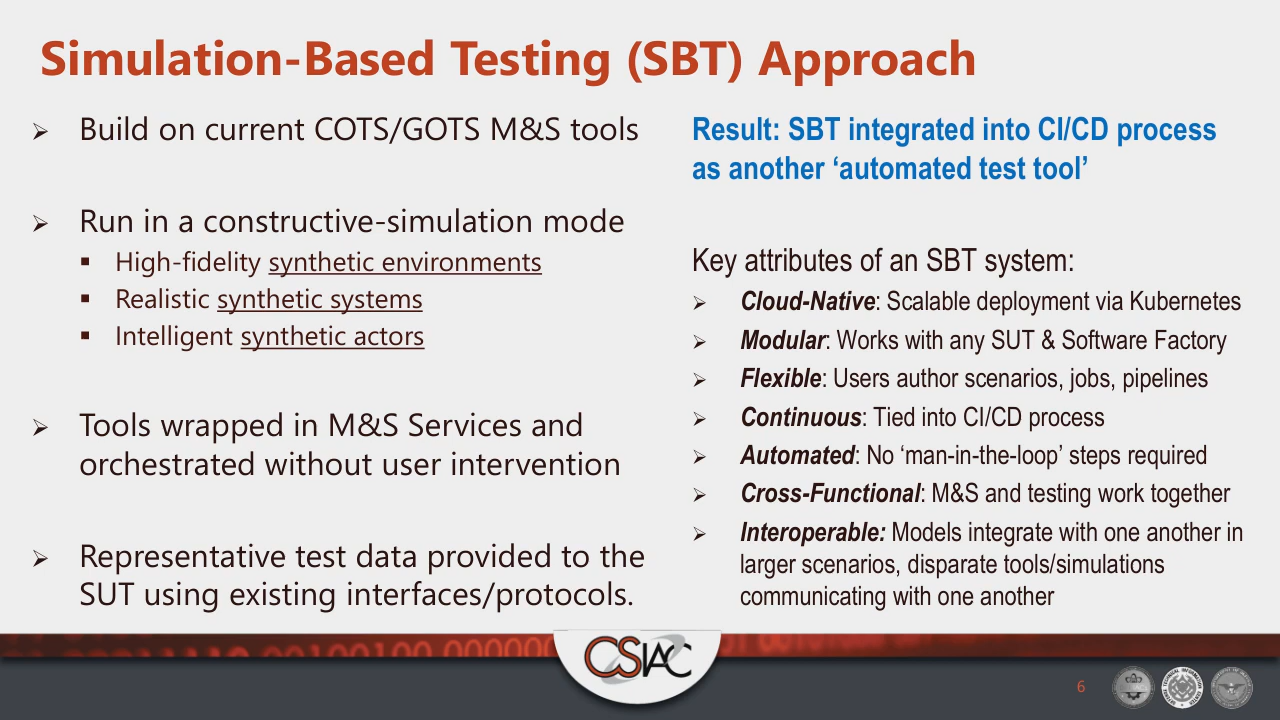 Simulation-Based Testing (SBT) Approach
Build on current COTS/GOTS M&S tools
Run in a constructive-simulation mode
High-fidelity synthetic environments
Realistic synthetic systems
Intelligent synthetic actors
Tools wrapped in M&S Services and
orchestrated without user intervention
Representative test data provided to the
SUT using existing interfaces/protocols.
Result: SBT integrated into CI/CD process
as another ‘automated test tool’
Key attributes of an SBT system:
Cloud-Native: Scalable deployment via Kubernetes
Modular: Works with any SUT & Software Factory
Flexible: Users author scenarios, jobs, pipelines
Continuous: Tied into CI/CD process
Automated: No ‘man-in-the-loop’ steps required
Cross-Functional: M&S and testing work together
Interoperable: Models integrate with one another in
larger scenarios, disparate tools/simulations
communicating with one another
CSIAC
6